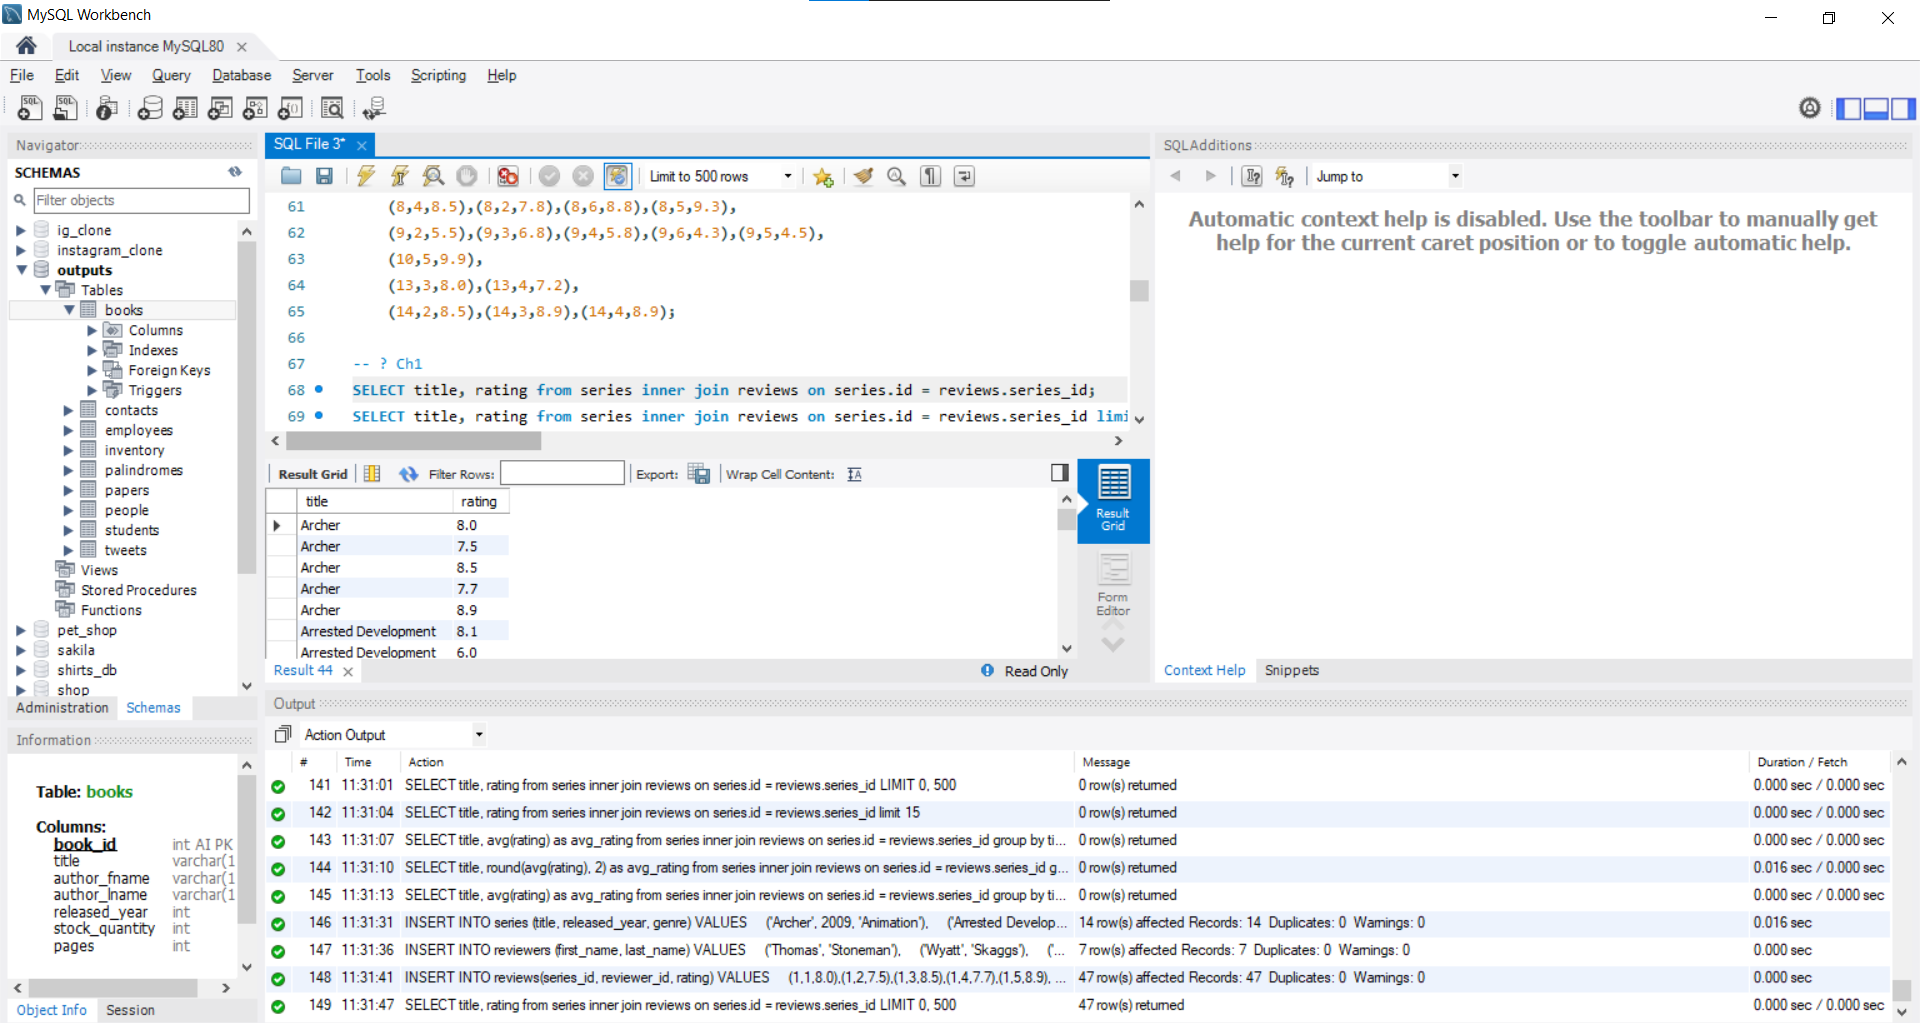 MySQL Workbench
Local instance MySQL80
File Edit View Query Database Server Tools Scripting Help
Navigator
SCHEMAS
Filter objects
ig_clone
instagram_clone
outputs
Tables
books
Columns
Indexes
Foreign Keys
Triggers
contacts
employees
inventory
palindromes
papers
people
students
tweets
Views
Stored Procedures
Functions
pet_shop
sakila
shirts_db
shop
Administration Schemas
Information
Table: books
Columns:
book_id int AI PK
title varchar(1
author_fname varchar(1
author_lname varchar(1
released_year int
stock_quantity int
pages int
Object Info Session
SQL File 3*
Limit to 500 rows
61 (8,4,8.5),(8,2,7.8),(8,6,8.8),(8,5,9.3),
62 (9,2,5.5),(9,3,6.8),(9,4,5.8),(9,6,4.3),(9,5,4.5),
63 (10,5,9.9),
64 (13,3,8.0),(13,4,7.2),
65 (14,2,8.5),(14,3,8.9),(14,4,8.9);
66
67 -- ? Ch1
68 SELECT title, rating from series inner join reviews on series.id = reviews.series_id;
69 SELECT title, rating from series inner join reviews on series.id = reviews.series_id limi
Result Grid Filter Rows: Export: Wrap Cell Content:
title rating
Archer 8.0
Archer 7.5
Archer 8.5
Archer 7.7
Archer 8.9
Arrested Development 8.1
Arrested Development 6.0
Result Grid
Form Editor
Result 44 Read Only
SQLAdditions
Jump to
Automatic context help is disabled. Use the toolbar to manually get
help for the current caret position or to toggle automatic help.
Context Help Snippets
Output
Action Output
# Time Action Message Duration / Fetch
141 11:31:01 SELECT title, rating from series inner join reviews on series.id = reviews.series_id LIMIT 0, 500 0 row(s) returned 0.000 sec / 0.000 sec
142 11:31:04 SELECT title, rating from series inner join reviews on series.id = reviews.series_id limit 15 0 row(s) returned 0.000 sec / 0.000 sec
143 11:31:07 SELECT title, avg(rating) as avg_rating from series inner join reviews on series.id = reviews.series_id group by ti... 0 row(s) returned 0.000 sec / 0.000 sec
144 11:31:10 SELECT title, round(avg(rating), 2) as avg_rating from series inner join reviews on series.id = reviews.series_id g... 0 row(s) returned 0.016 sec / 0.000 sec
145 11:31:13 SELECT title, avg(rating) as avg_rating from series inner join reviews on series.id = reviews.series_id group by ti... 0 row(s) returned 0.000 sec / 0.000 sec
146 11:31:31 INSERT INTO series (title, released_year, genre) VALUES ('Archer', 2009, 'Animation'), ('Arrested Develop... 14 row(s) affected Records: 14 Duplicates: 0 Warnings: 0 0.016 sec
147 11:31:36 INSERT INTO reviewers (first_name, last_name) VALUES ('Thomas', 'Stoneman'), ('Wyatt', 'Skaggs'), ('... 7 row(s) affected Records: 7 Duplicates: 0 Warnings: 0 0.000 sec
148 11:31:41 INSERT INTO reviews(series_id, reviewer_id, rating) VALUES (1,1,8.0),(1,2,7.5),(1,3,8.5),(1,4,7.7),(1,5,8.9), ... 47 row(s) affected Records: 47 Duplicates: 0 Warnings: 0 0.000 sec
149 11:31:47 SELECT title, rating from series inner join reviews on series.id = reviews.series_id LIMIT 0, 500 47 row(s) returned 0.000 sec / 0.000 sec